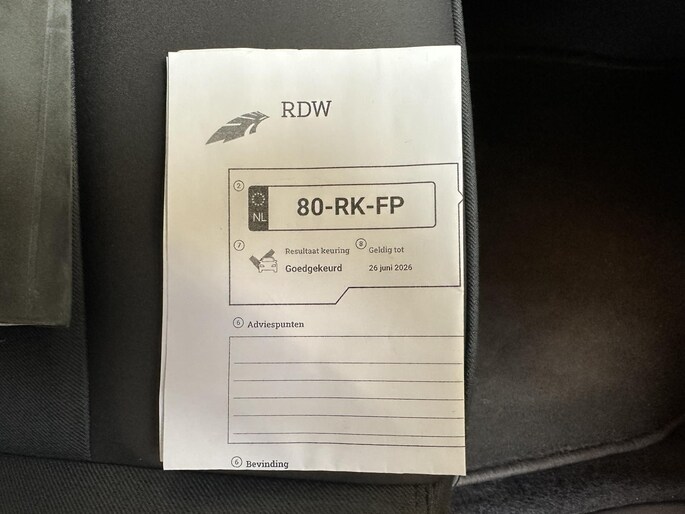 RDW
2
NL
80-RK-FP
7 Resultaat keuring 8 Geldig tot
Goedgekeurd 26 juni 2026
5 Adviespunten
6 Bevinding